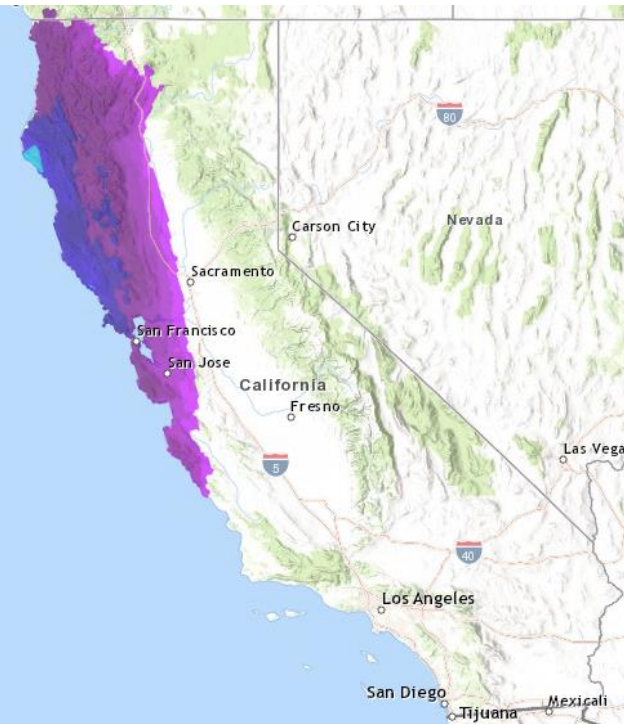 80
Carson City
Nevada
Sacramento
San Francisco
San Jose
California
Fresno
Las Vega
5
40
Los Angeles
San Diego
Tijuana
Mexicali